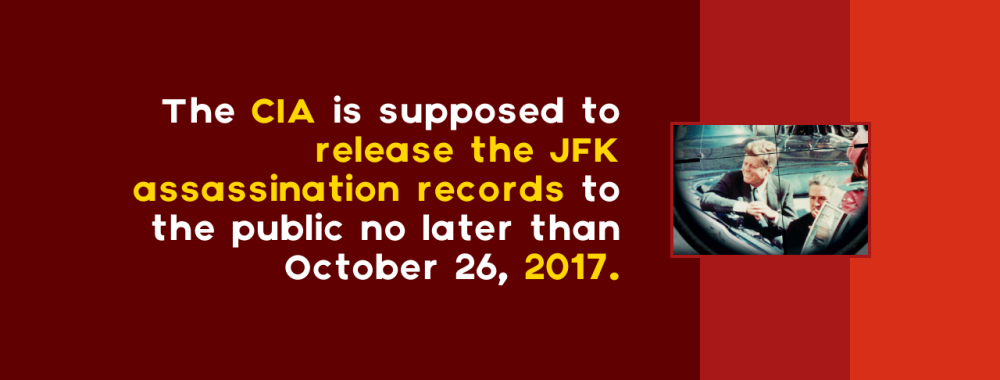 The CIA is supposed to
release the JFK
assassination records to
the public no later than
October 26, 2017.